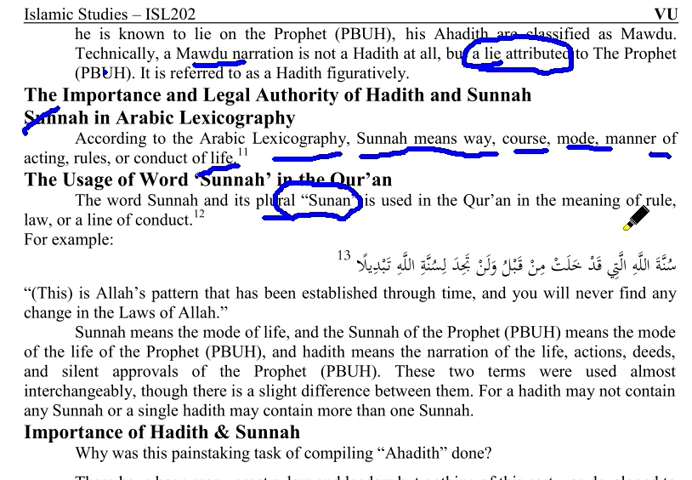 Islamic Studies – ISL202 VU
he is known to lie on the Prophet (PBUH), his Ahadith are classified as Mawdu.
Technically, a Mawdu narration is not a Hadith at all, but a lie attributed to The Prophet
(PBUH). It is referred to as a Hadith figuratively.
The Importance and Legal Authority of Hadith and Sunnah
Sunnah in Arabic Lexicography
According to the Arabic Lexicography, Sunnah means way, course, mode, manner of
acting, rules, or conduct of life.11
The Usage of Word ‘Sunnah’ in the Qur’an
The word Sunnah and its plural “Sunan” is used in the Qur’an in the meaning of rule,
law, or a line of conduct.12
For example:
سُنَّةَ اللَّهِ الَّتِي قَدْ خَلَتْ مِنْ قَبْلُ وَلَنْ تَجِدَ لِسُنَّةِ اللَّهِ تَبْدِيلًا 13
“(This) is Allah’s pattern that has been established through time, and you will never find any
change in the Laws of Allah.”
Sunnah means the mode of life, and the Sunnah of the Prophet (PBUH) means the mode
of the life of the Prophet (PBUH), and hadith means the narration of the life, actions, deeds,
and silent approvals of the Prophet (PBUH). These two terms were used almost
interchangeably, though there is a slight difference between them. For a hadith may not contain
any Sunnah or a single hadith may contain more than one Sunnah.
Importance of Hadith & Sunnah
Why was this painstaking task of compiling “Ahadith” done?